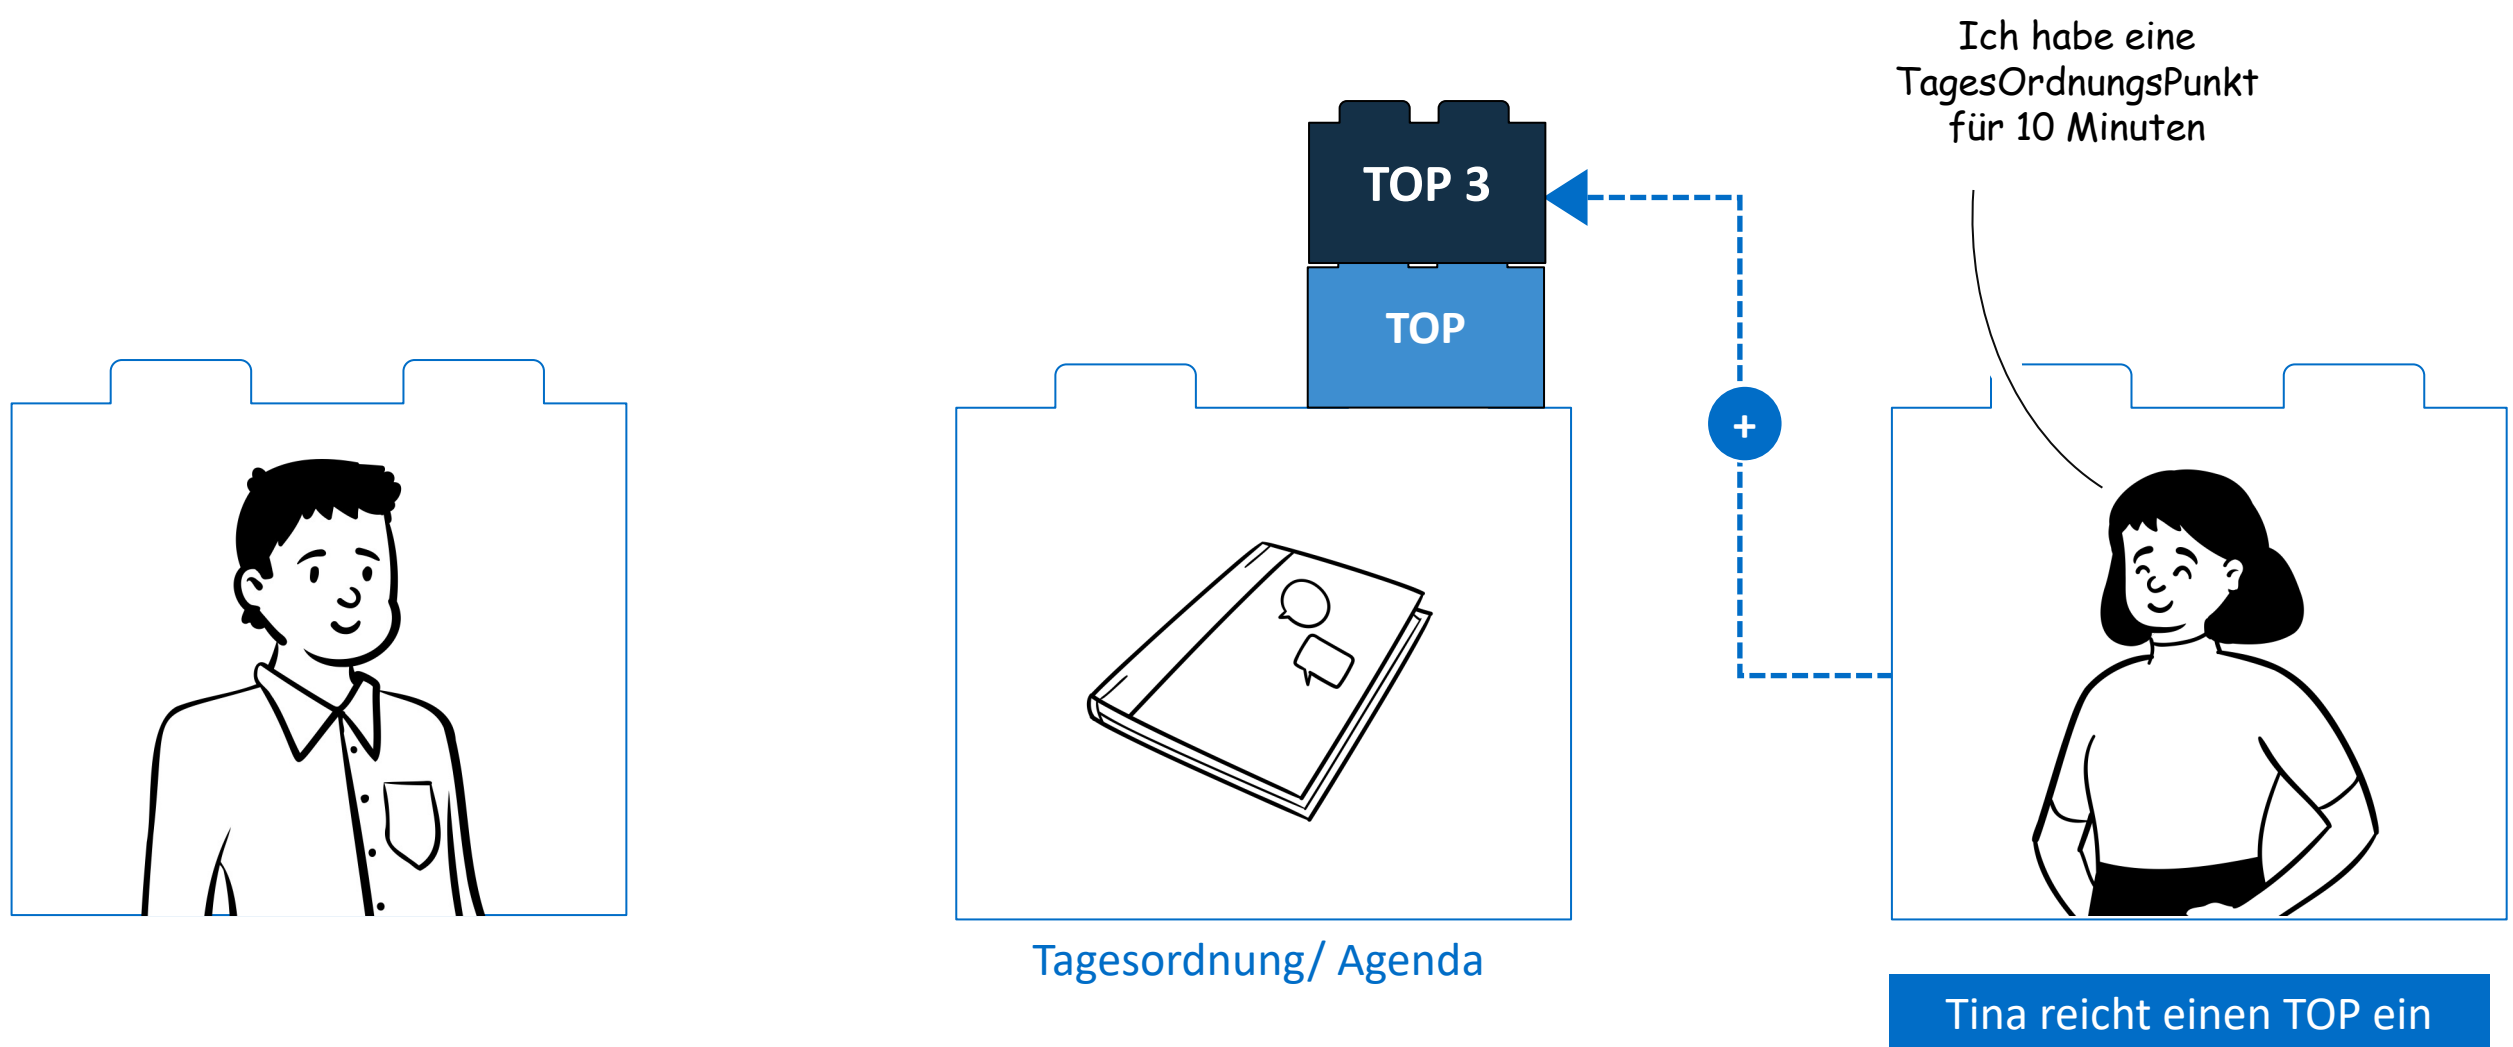 Ich habe eine
TagesOrdnungsPunkt
für 10 Minuten
TOP 3
TOP
+
Tagesordnung/ Agenda
Tina reicht einen TOP ein